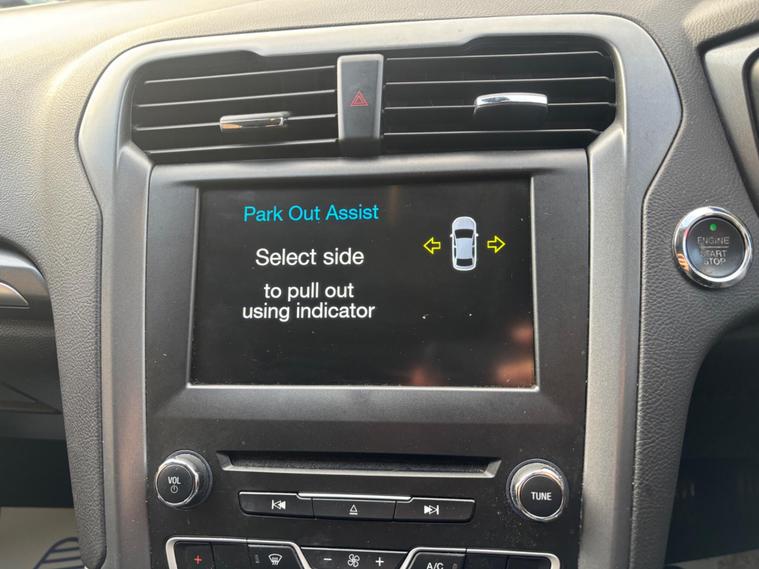 Park Out Assist
Select side
to pull out
using indicator
ENGINE
START
STOP
VOL
TUNE
A/C